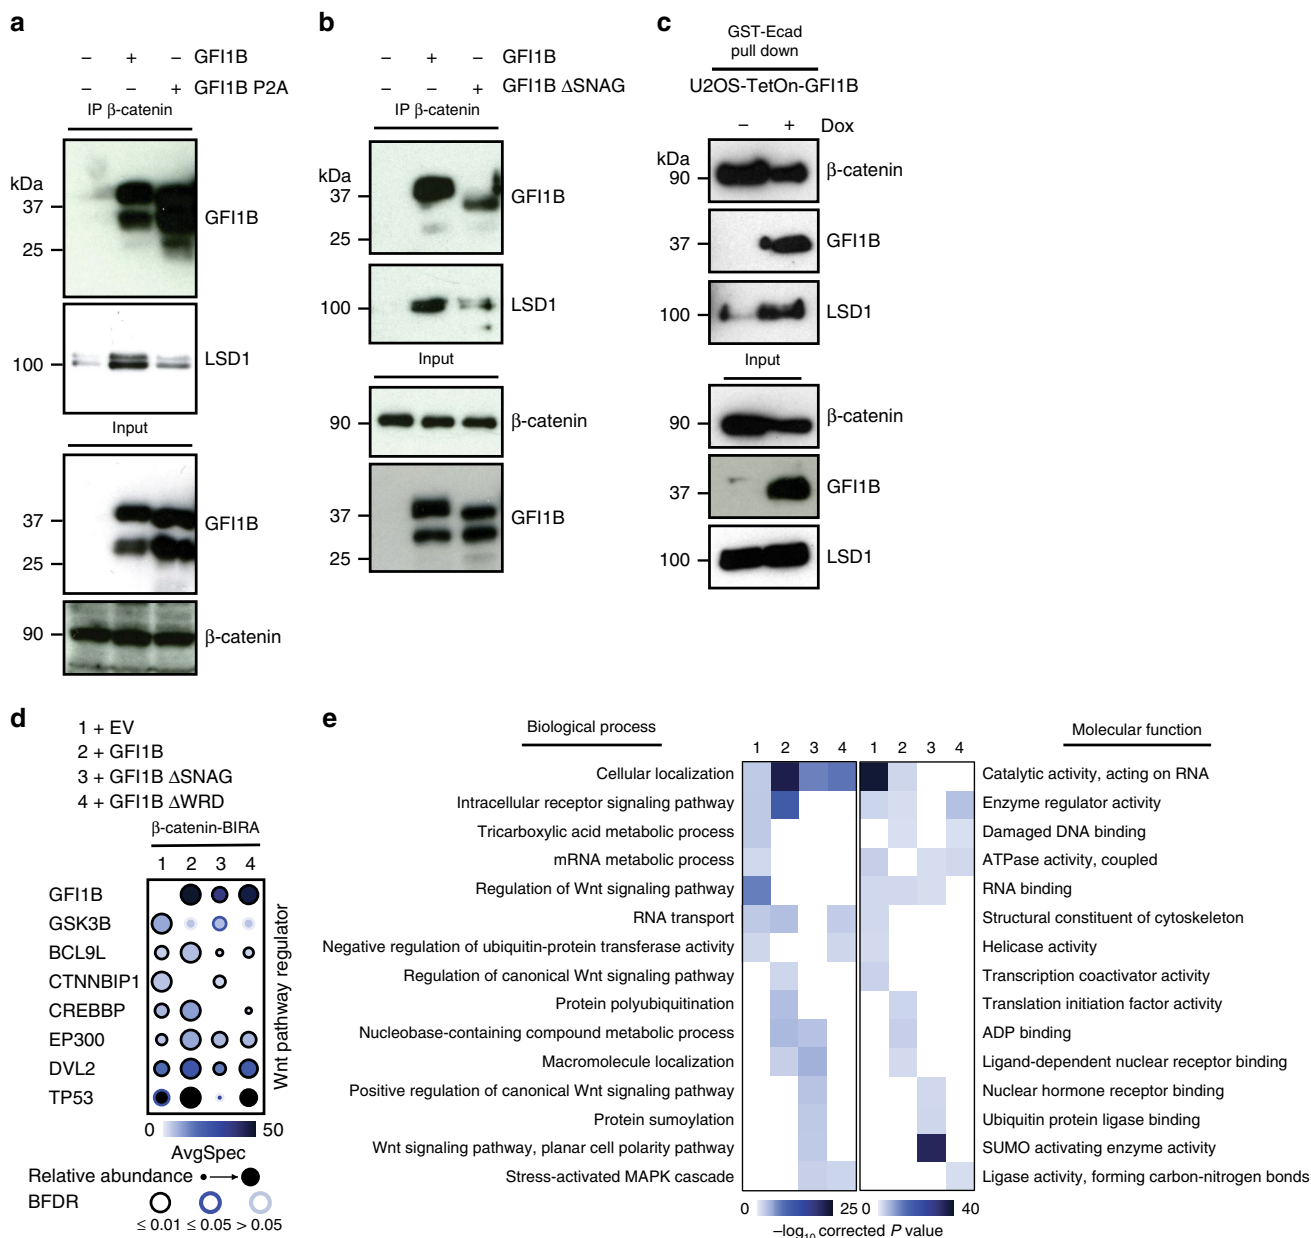 a
– + – GFI1B
– – + GFI1B P2A
IP β-catenin
kDa
37
25
GFI1B
100
LSD1
Input
37
25
GFI1B
90
β-catenin
b
– + – GFI1B
– – + GFI1B ΔSNAG
IP β-catenin
kDa
37
25
GFI1B
100
LSD1
Input
90
β-catenin
37
25
GFI1B
c
GST-Ecad
pull down
U2OS-TetOn-GFI1B
– + Dox
kDa
90
β-catenin
37
GFI1B
100
LSD1
Input
90
β-catenin
37
GFI1B
100
LSD1
d
1 + EV
2 + GFI1B
3 + GFI1B ΔSNAG
4 + GFI1B ΔWRD
β-catenin-BIRA
1 2 3 4
GFI1B
GSK3B
BCL9L
CTNNBIP1
CREBBP
EP300
DVL2
TP53
Wnt pathway regulator
0 50
AvgSpec
Relative abundance
BFDR
≤ 0.01 ≤ 0.05 > 0.05
e
Biological process
1 2 3 4
Cellular localization
Intracellular receptor signaling pathway
Tricarboxylic acid metabolic process
mRNA metabolic process
Regulation of Wnt signaling pathway
RNA transport
Negative regulation of ubiquitin-protein transferase activity
Regulation of canonical Wnt signaling pathway
Protein polyubiquitination
Nucleobase-containing compound metabolic process
Macromolecule localization
Positive regulation of canonical Wnt signaling pathway
Protein sumoylation
Wnt signaling pathway, planar cell polarity pathway
Stress-activated MAPK cascade
Molecular function
1 2 3 4
Catalytic activity, acting on RNA
Enzyme regulator activity
Damaged DNA binding
ATPase activity, coupled
RNA binding
Structural constituent of cytoskeleton
Helicase activity
Transcription coactivator activity
Translation initiation factor activity
ADP binding
Ligand-dependent nuclear receptor binding
Nuclear hormone receptor binding
Ubiquitin protein ligase binding
SUMO activating enzyme activity
Ligase activity, forming carbon-nitrogen bonds
0 25 0 40
–log₁₀ corrected P value